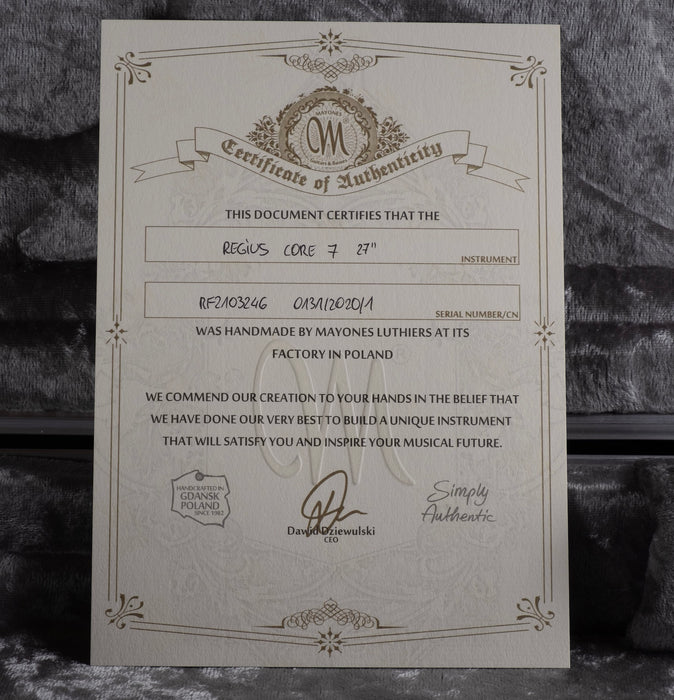 MAYONES
M
Guitars & Basses
Certificate of Authenticity
THIS DOCUMENT CERTIFIES THAT THE
REGiUS CORE 7 27"
INSTRUMENT
RF2103246 0131/2020/1
SERIAL NUMBER/CN
WAS HANDMADE BY MAYONES LUTHIERS AT ITS
FACTORY IN POLAND
M ®
WE COMMEND OUR CREATION TO YOUR HANDS IN THE BELIEF THAT
WE HAVE DONE OUR VERY BEST TO BUILD A UNIQUE INSTRUMENT
THAT WILL SATISFY YOU AND INSPIRE YOUR MUSICAL FUTURE.
HANDCRAFTED IN
GDANSK
POLAND
SINCE 1982
Dawid Dziewulski
CEO
Simply
Authentic